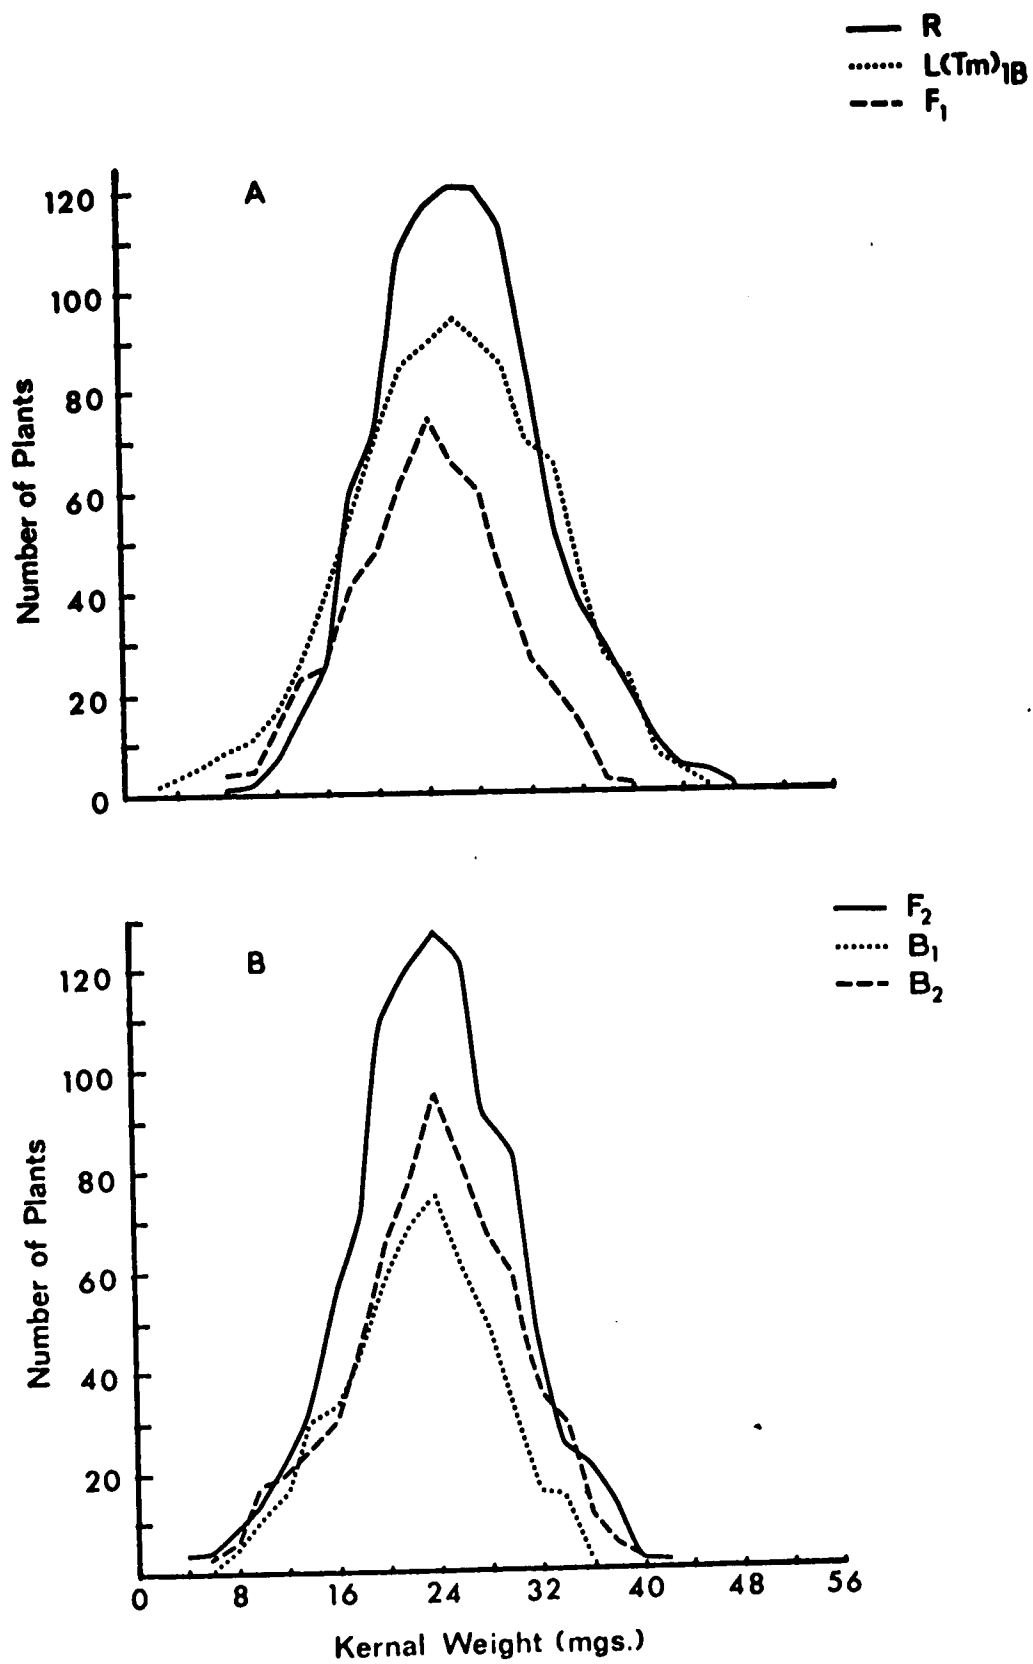 R
L(Tm)1B
F1
A
120
100
80
60
40
20
0
Number of Plants
F2
B1
B2
B
120
100
80
60
40
20
Number of Plants
0 8 16 24 32 40 48 56
Kernal Weight (mgs.)